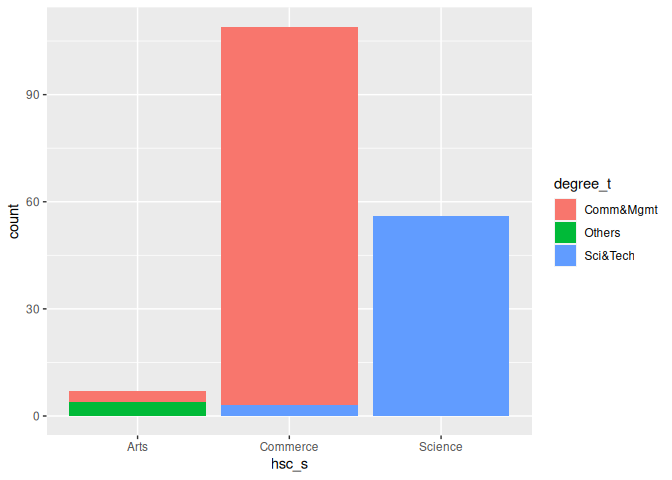 90
60
30
0
count
Arts Commerce Science
hsc_s
degree_t
Comm&Mgmt
Others
Sci&Tech